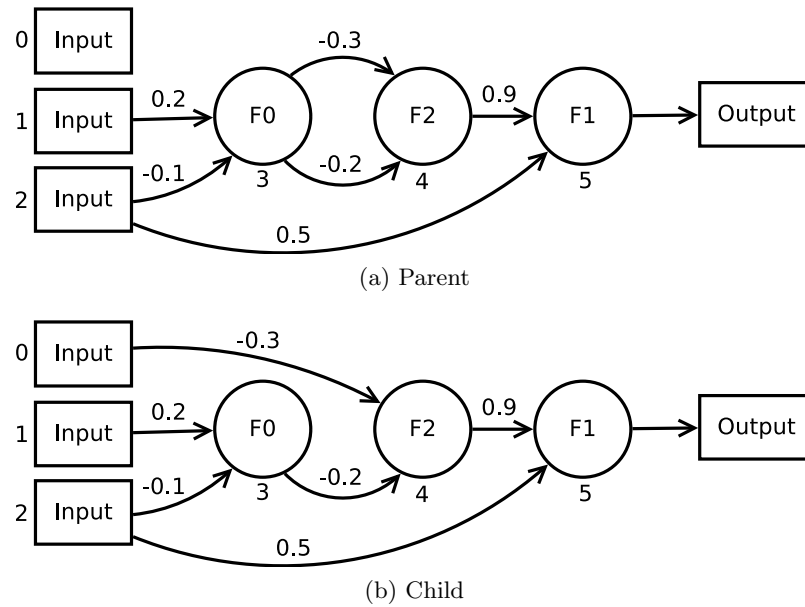 0 Input
-0.3
1 Input 0.2 F0 F2 0.9 F1 Output
-0.1 -0.2
2 Input 3 4 5
0.5
(a) Parent
0 Input
-0.3
1 Input 0.2 F0 F2 0.9 F1 Output
-0.1 -0.2
2 Input 3 4 5
0.5
(b) Child